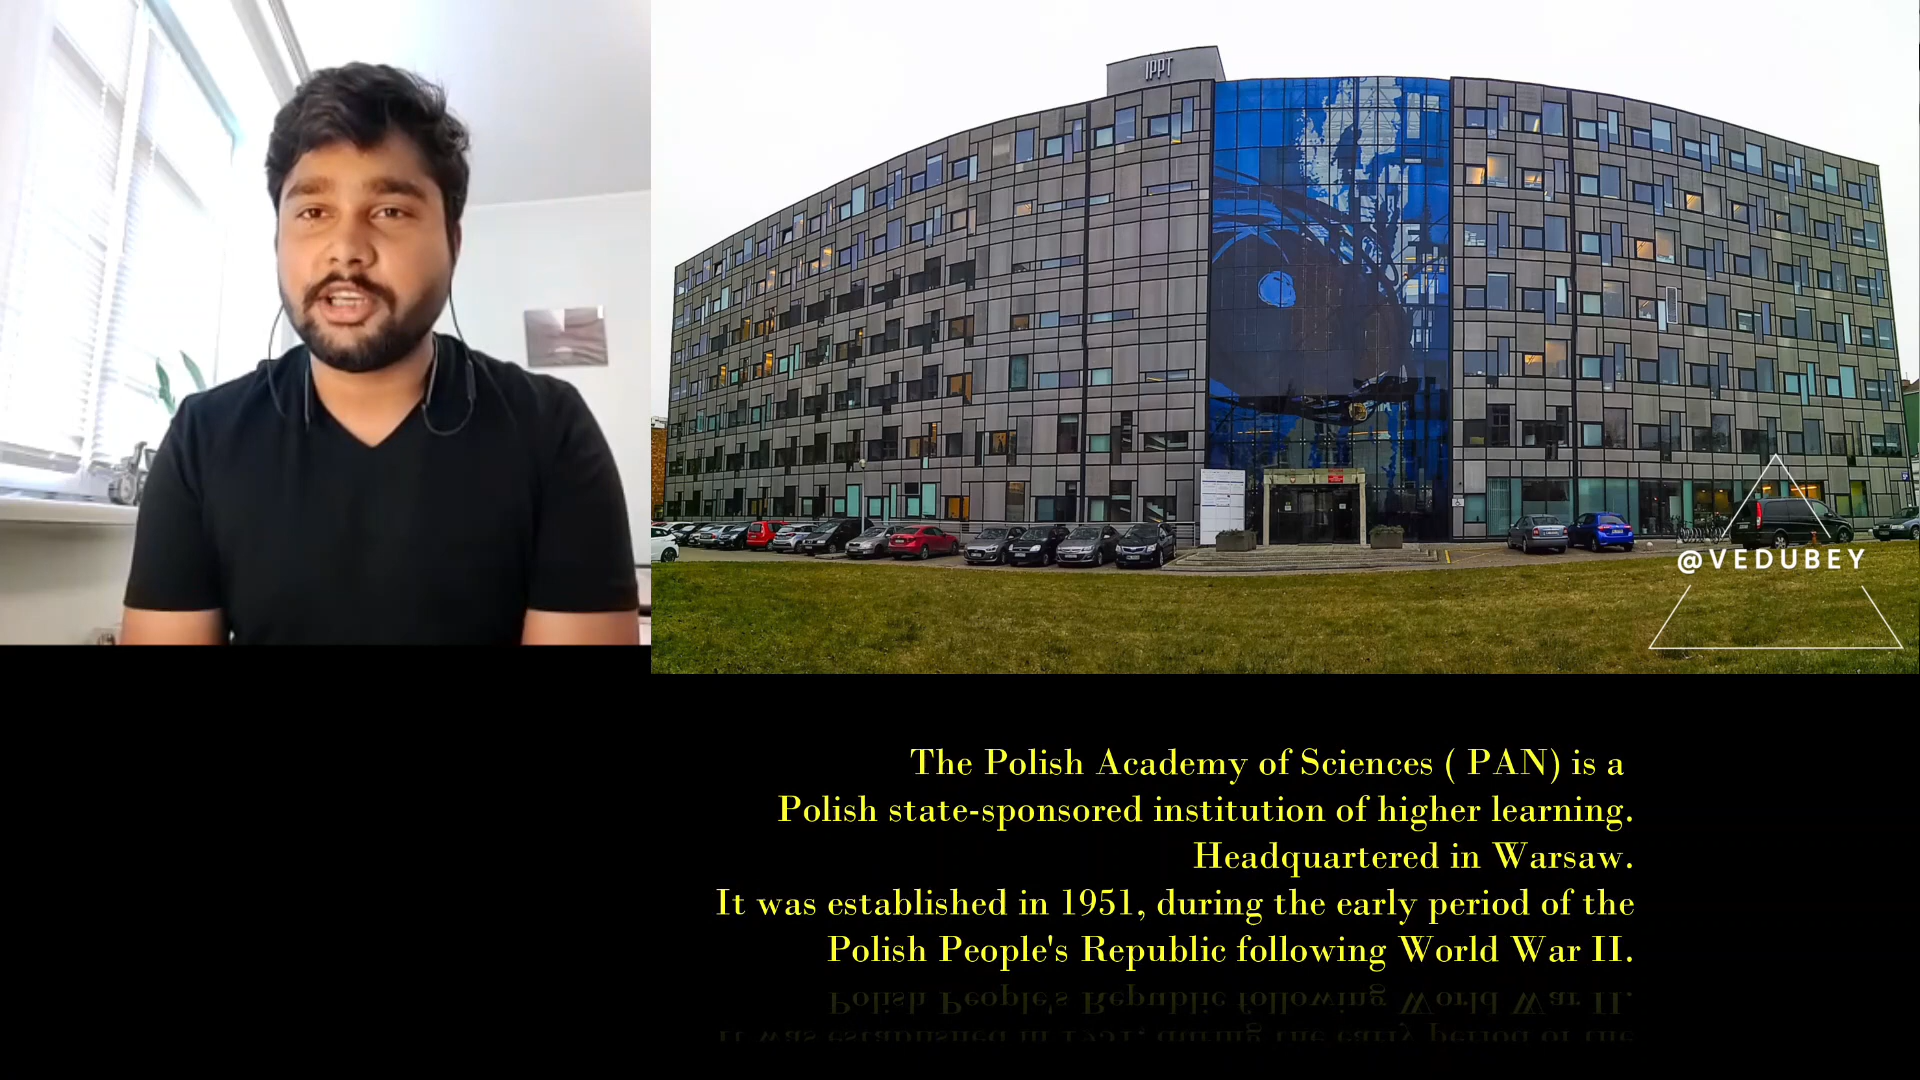 IPPT
@VEDUBEY
The Polish Academy of Sciences ( PAN) is a
Polish state-sponsored institution of higher learning.
Headquartered in Warsaw.
It was established in 1951, during the early period of the
Polish People's Republic following World War II.